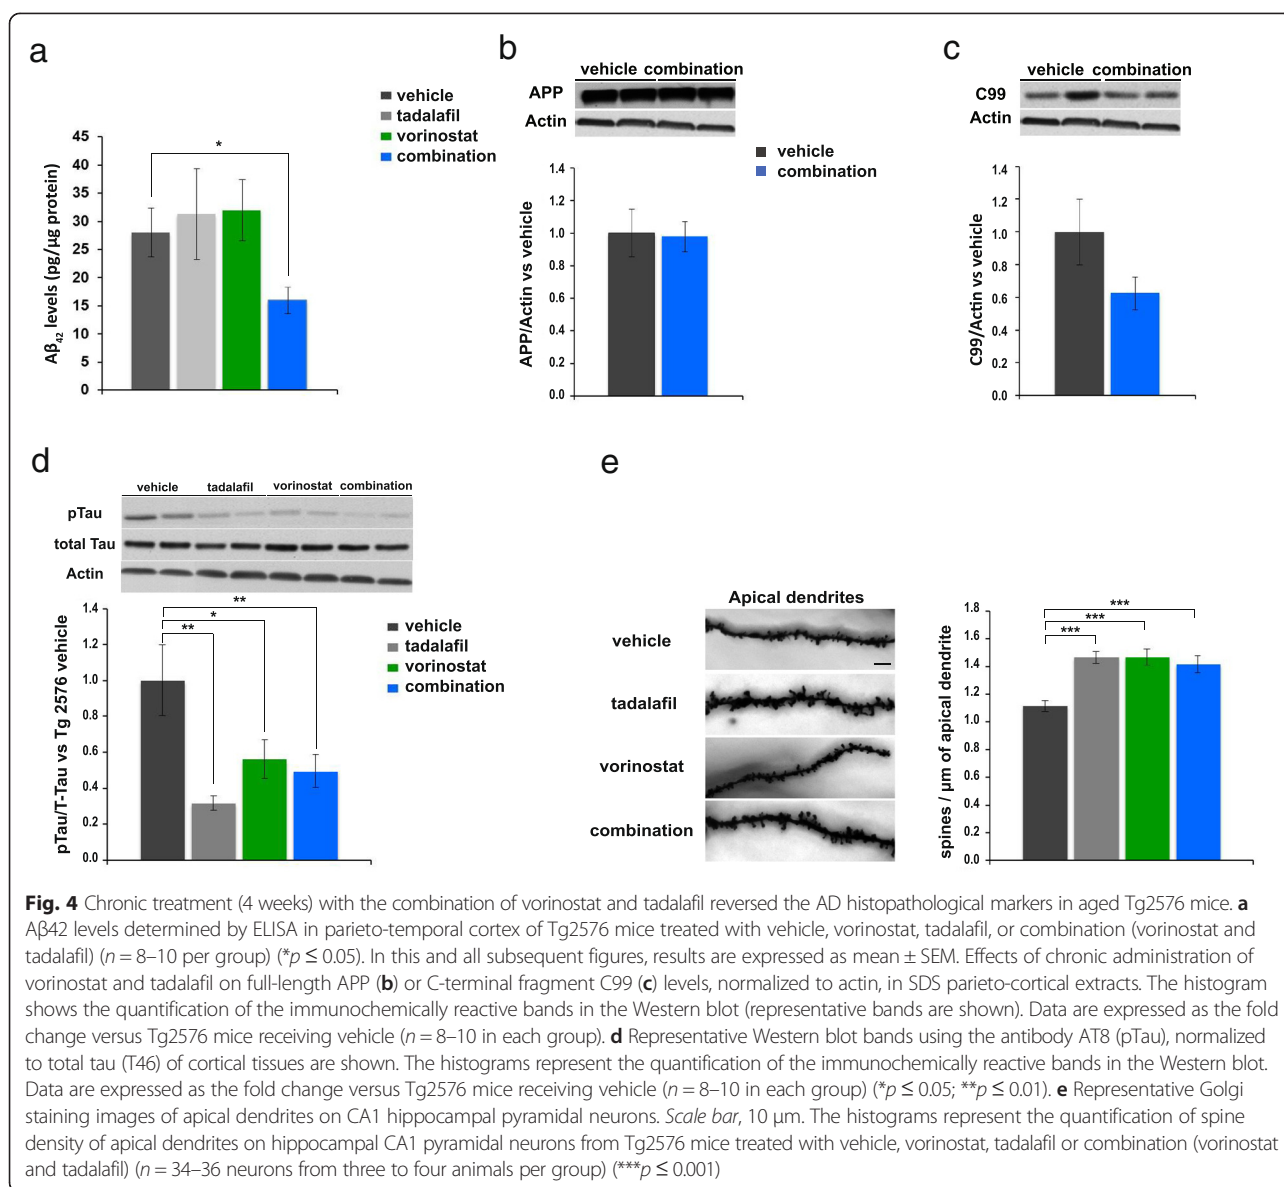 a
vehicle
tadalafil
vorinostat
combination
45
40
35
30
25
20
15
10
5
0
Aβ42 levels (pg/µg protein)
*
b
vehicle combination
APP
Actin
vehicle
combination
1.4
1.2
1.0
0.8
0.6
0.4
0.2
0.0
APP/Actin vs vehicle
c
vehicle combination
C99
Actin
1.4
1.2
1.0
0.8
0.6
0.4
0.2
0.0
C99/Actin vs vehicle
d
vehicle tadalafil vorinostat combination
pTau
total Tau
Actin
1.4
1.2
1.0
0.8
0.6
0.4
0.2
0.0
pTau/T-Tau vs Tg 2576 vehicle
**
*
**
vehicle
tadalafil
vorinostat
combination
e
Apical dendrites
vehicle
tadalafil
vorinostat
combination
1.8
1.6
1.4
1.2
1.0
0.8
0.6
0.4
0.2
0.0
spines / µm of apical dendrite
***
***
***
Fig. 4 Chronic treatment (4 weeks) with the combination of vorinostat and tadalafil reversed the AD histopathological markers in aged Tg2576 mice. a
Aβ42 levels determined by ELISA in parieto-temporal cortex of Tg2576 mice treated with vehicle, vorinostat, tadalafil, or combination (vorinostat and
tadalafil) (n = 8–10 per group) (*p ≤ 0.05). In this and all subsequent figures, results are expressed as mean ± SEM. Effects of chronic administration of
vorinostat and tadalafil on full-length APP (b) or C-terminal fragment C99 (c) levels, normalized to actin, in SDS parieto-cortical extracts. The histogram
shows the quantification of the immunochemically reactive bands in the Western blot (representative bands are shown). Data are expressed as the fold
change versus Tg2576 mice receiving vehicle (n = 8–10 in each group). d Representative Western blot bands using the antibody AT8 (pTau), normalized
to total tau (T46) of cortical tissues are shown. The histograms represent the quantification of the immunochemically reactive bands in the Western blot.
Data are expressed as the fold change versus Tg2576 mice receiving vehicle (n = 8–10 in each group) (*p ≤ 0.05; **p ≤ 0.01). e Representative Golgi
staining images of apical dendrites on CA1 hippocampal pyramidal neurons. Scale bar, 10 µm. The histograms represent the quantification of spine
density of apical dendrites on hippocampal CA1 pyramidal neurons from Tg2576 mice treated with vehicle, vorinostat, tadalafil or combination (vorinostat
and tadalafil) (n = 34–36 neurons from three to four animals per group) (***p ≤ 0.001)